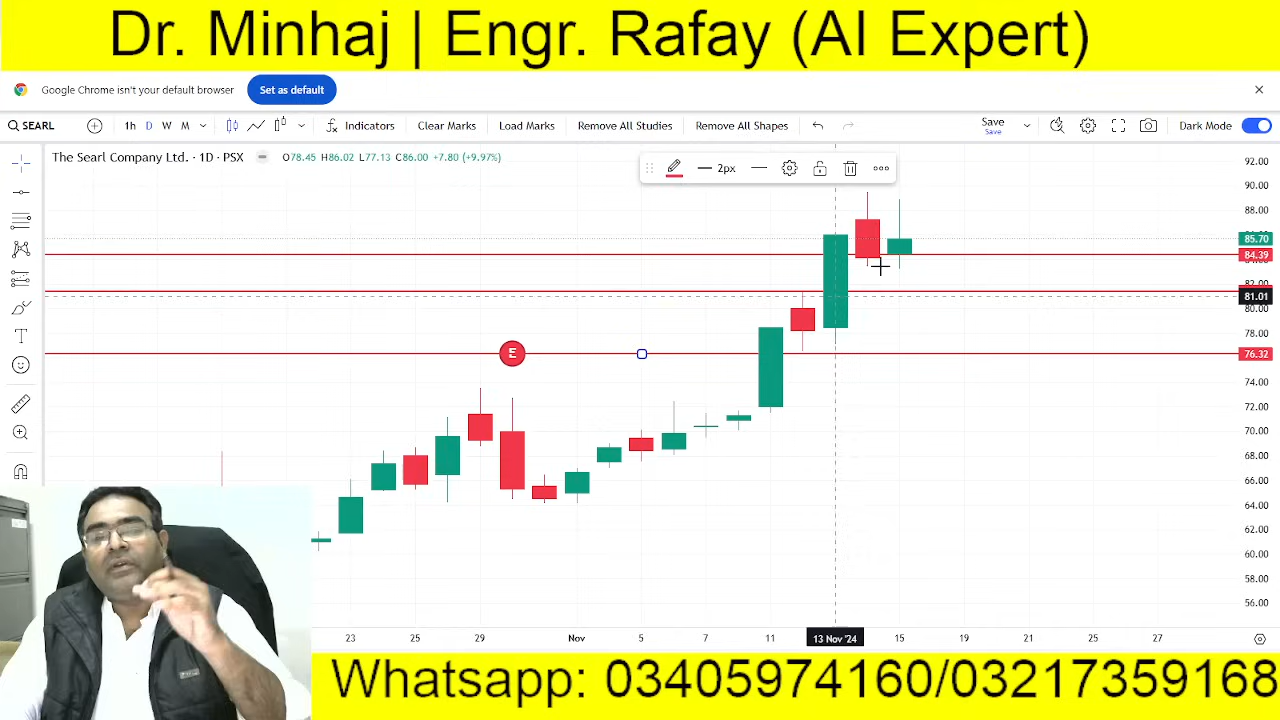 Dr. Minhaj | Engr. Rafay (AI Expert)
Google Chrome isn't your default browser
Set as default
SEARL
1h D W M
Indicators
Clear Marks
Load Marks
Remove All Studies
Remove All Shapes
Save
Save
Dark Mode
The Searl Company Ltd. · 1D · PSX
O78.45 H86.02 L77.13 C86.00 +7.80 (+9.97%)
2px
92.00
90.00
88.00
85.70
84.39
82.00
81.01
80.00
78.00
76.32
74.00
72.00
70.00
68.00
66.00
64.00
62.00
60.00
58.00
56.00
E
23 25 29 Nov 5 7 11 13 Nov '24 15 19 21 25 27
Whatsapp: 03405974160/03217359168